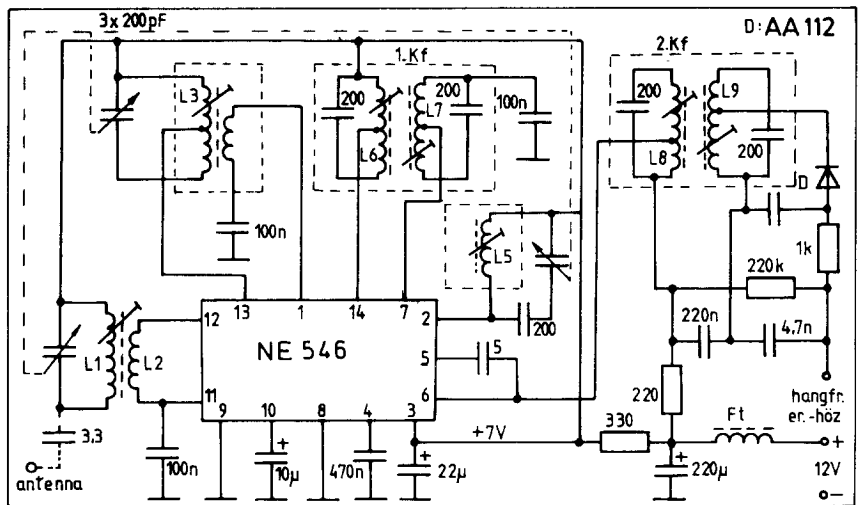 3x200pF
D: AA 112
1.Kf
2.Kf
L3
200
L7
200
100n
L6
200
L9
L8
200
D
100n
L5
1k
220k
220n
4,7n
200
13
1
14
7
2
12
NE 546
5
5
6
11
L1
L2
9
10
8
4
3
+7V
330
220
Ft
hangfr.
er.-höz
+
12V
-
3,3
antenna
100n
+
10µ
470n
+
22µ
+
220µ